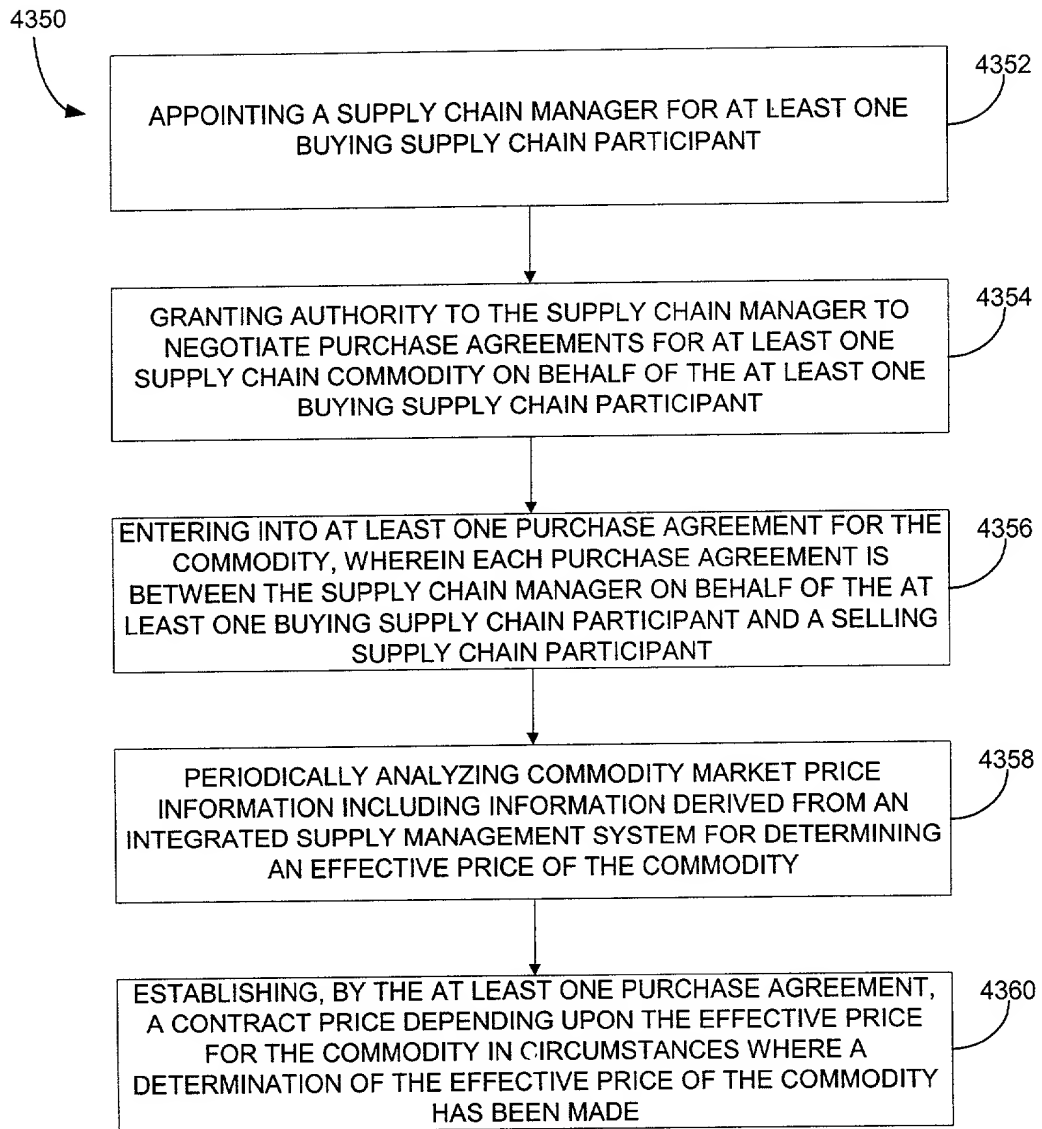 4350
4352
APPOINTING A SUPPLY CHAIN MANAGER FOR AT LEAST ONE
BUYING SUPPLY CHAIN PARTICIPANT
4354
GRANTING AUTHORITY TO THE SUPPLY CHAIN MANAGER TO
NEGOTIATE PURCHASE AGREEMENTS FOR AT LEAST ONE
SUPPLY CHAIN COMMODITY ON BEHALF OF THE AT LEAST ONE
BUYING SUPPLY CHAIN PARTICIPANT
4356
ENTERING INTO AT LEAST ONE PURCHASE AGREEMENT FOR THE
COMMODITY, WHEREIN EACH PURCHASE AGREEMENT IS
BETWEEN THE SUPPLY CHAIN MANAGER ON BEHALF OF THE AT
LEAST ONE BUYING SUPPLY CHAIN PARTICIPANT AND A SELLING
SUPPLY CHAIN PARTICIPANT
4358
PERIODICALLY ANALYZING COMMODITY MARKET PRICE
INFORMATION INCLUDING INFORMATION DERIVED FROM AN
INTEGRATED SUPPLY MANAGEMENT SYSTEM FOR DETERMINING
AN EFFECTIVE PRICE OF THE COMMODITY
4360
ESTABLISHING, BY THE AT LEAST ONE PURCHASE AGREEMENT,
A CONTRACT PRICE DEPENDING UPON THE EFFECTIVE PRICE
FOR THE COMMODITY IN CIRCUMSTANCES WHERE A
DETERMINATION OF THE EFFECTIVE PRICE OF THE COMMODITY
HAS BEEN MADE